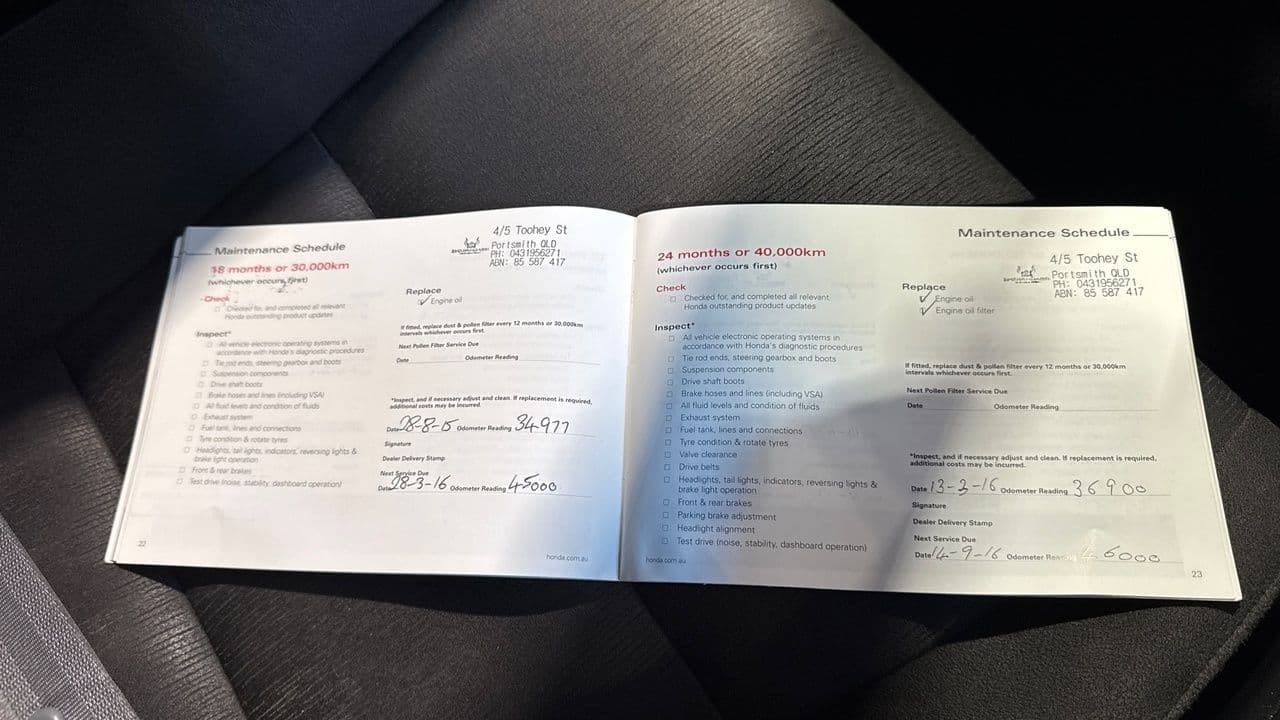 Maintenance Schedule
18 months or 30,000km
(whichever occurs first)
Check
Checked for, and completed all relevant
Honda outstanding product updates
Inspect*
All vehicle electronic operating systems in
accordance with Honda's diagnostic procedures
Tie rod ends, steering gearbox and boots
Suspension components
Drive shaft boots
Brake hoses and lines (including VSA)
All fluid levels and condition of fluids
Exhaust system
Fuel tank, lines and connections
Tyre condition & rotate tyres
Headlights, tail lights, indicators, reversing lights &
brake light operation
Front & rear brakes
Test drive (noise, stability, dashboard operation)
22
4/5 Toohey St
Portsmith QLD
PH: 0431956271
ABN: 85 587 417
Replace
Engine oil
If fitted, replace dust & pollen filter every 12 months or 30,000km
intervals whichever occurs first.
Next Pollen Filter Service Due
Date Odometer Reading
*Inspect, and if necessary adjust and clean. If replacement is required,
additional costs may be incurred.
Date 28-8-15 Odometer Reading 34977
Signature
Dealer Delivery Stamp
Next Service Due
Date 28-3-16 Odometer Reading 45000
honda.com.au
24 months or 40,000km
(whichever occurs first)
Check
Checked for, and completed all relevant
Honda outstanding product updates
Inspect*
All vehicle electronic operating systems in
accordance with Honda's diagnostic procedures
Tie rod ends, steering gearbox and boots
Suspension components
Drive shaft boots
Brake hoses and lines (including VSA)
All fluid levels and condition of fluids
Exhaust system
Fuel tank, lines and connections
Tyre condition & rotate tyres
Valve clearance
Drive belts
Headlights, tail lights, indicators, reversing lights &
brake light operation
Front & rear brakes
Parking brake adjustment
Headlight alignment
Test drive (noise, stability, dashboard operation)
honda.com.au
Maintenance Schedule
4/5 Toohey St
Portsmith QLD
PH: 0431956271
ABN: 85 587 417
Replace
Engine oil
Engine oil filter
If fitted, replace dust & pollen filter every 12 months or 30,000km
intervals whichever occurs first.
Next Pollen Filter Service Due
Date Odometer Reading
*Inspect, and if necessary adjust and clean. If replacement is required,
additional costs may be incurred.
Date 13-3-16 Odometer Reading 36900
Signature
Dealer Delivery Stamp
Next Service Due
Date 14-9-16 Odometer Reading 46000
23